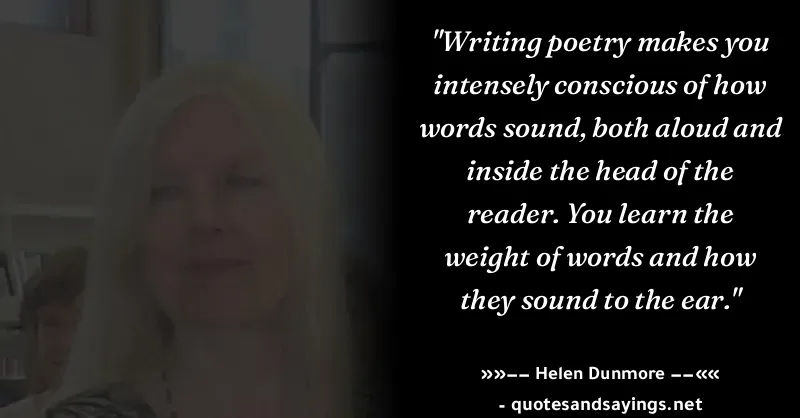 "Writing poetry makes you
intensely conscious of how
words sound, both aloud and
inside the head of the
reader. You learn the
weight of words and how
they sound to the ear."
»»–– Helen Dunmore ––««
- quotesandsayings.net